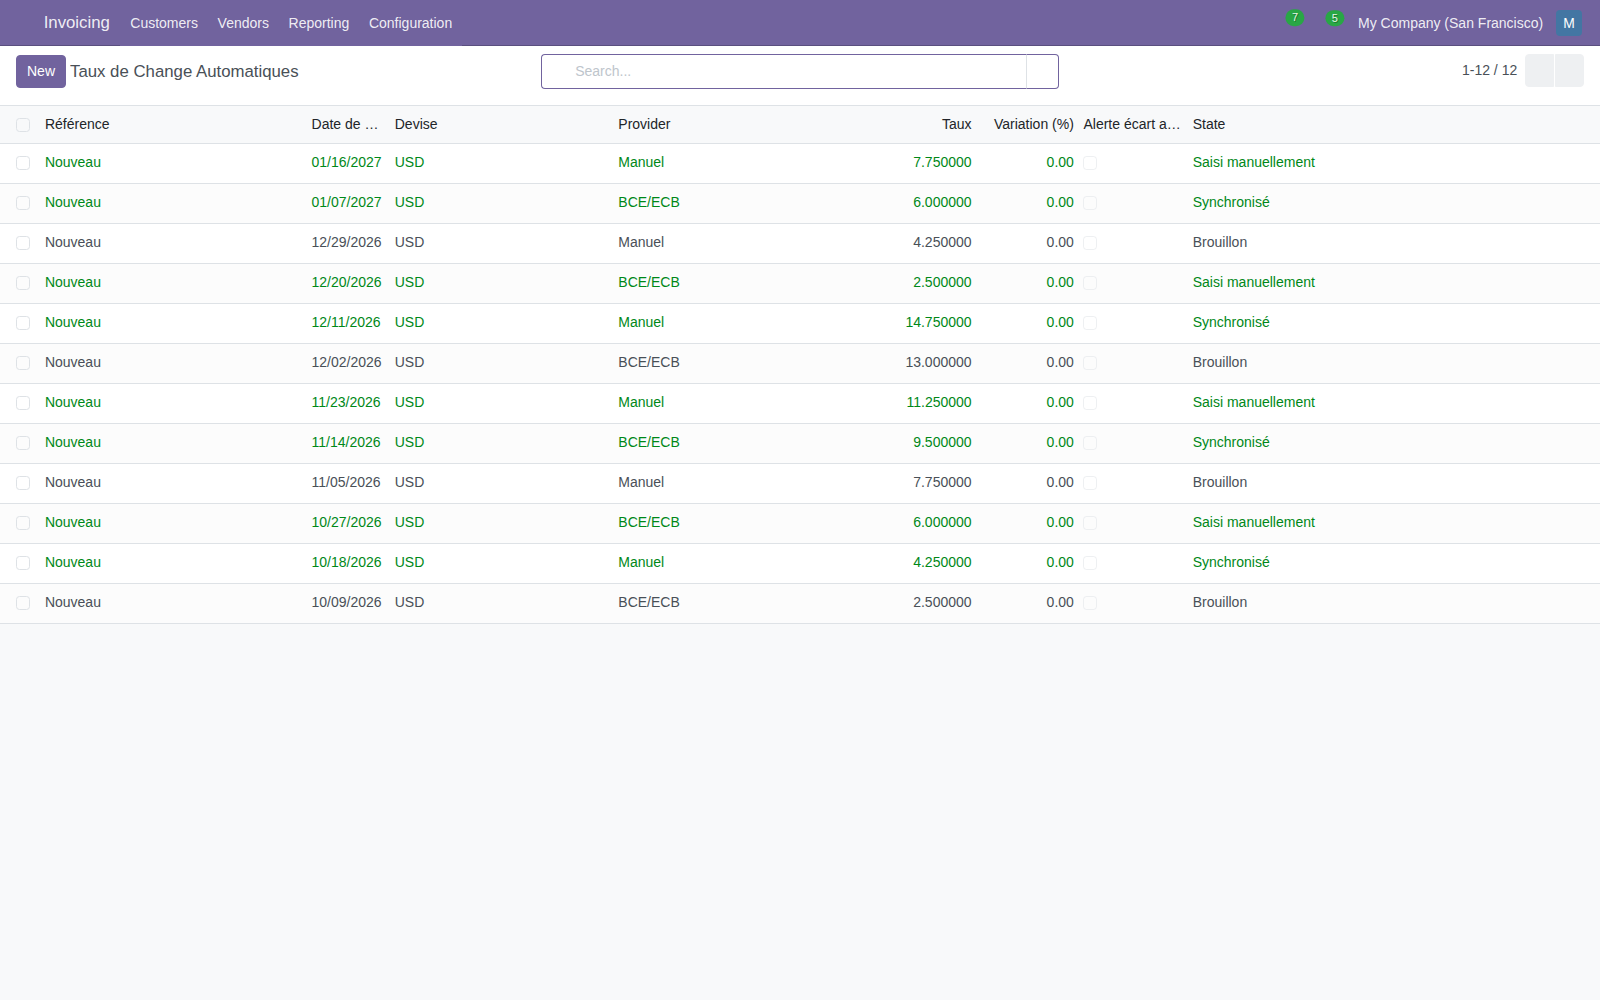 Invoicing Customers Vendors Reporting Configuration 7 5 My Company (San Francisco) M
New Taux de Change Automatiques Search... 1-12 / 12
Référence Date de … Devise Provider Taux Variation (%) Alerte écart a… State
Nouveau 01/16/2027 USD Manuel 7.750000 0.00 Saisi manuellement
Nouveau 01/07/2027 USD BCE/ECB 6.000000 0.00 Synchronisé
Nouveau 12/29/2026 USD Manuel 4.250000 0.00 Brouillon
Nouveau 12/20/2026 USD BCE/ECB 2.500000 0.00 Saisi manuellement
Nouveau 12/11/2026 USD Manuel 14.750000 0.00 Synchronisé
Nouveau 12/02/2026 USD BCE/ECB 13.000000 0.00 Brouillon
Nouveau 11/23/2026 USD Manuel 11.250000 0.00 Saisi manuellement
Nouveau 11/14/2026 USD BCE/ECB 9.500000 0.00 Synchronisé
Nouveau 11/05/2026 USD Manuel 7.750000 0.00 Brouillon
Nouveau 10/27/2026 USD BCE/ECB 6.000000 0.00 Saisi manuellement
Nouveau 10/18/2026 USD Manuel 4.250000 0.00 Synchronisé
Nouveau 10/09/2026 USD BCE/ECB 2.500000 0.00 Brouillon